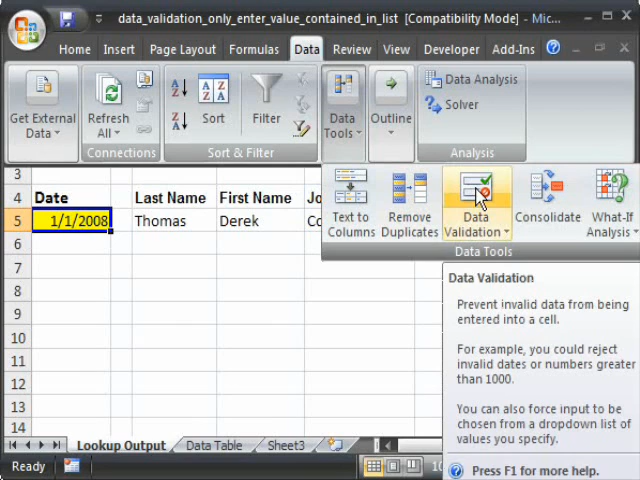 data_validation_only_enter_value_contained_in_list [Compatibility Mode] - Mic...
Home Insert Page Layout Formulas Data Review View Developer Add-Ins
Get External Data
Refresh All
Sort
Filter
Data Tools
Outline
Data Analysis
Solver
Connections
Sort & Filter
Analysis
Text to Columns
Remove Duplicates
Data Validation
Consolidate
What-If Analysis
Data Tools
3
4 Date Last Name First Name Jo
5 1/1/2008 Thomas Derek Co
6
7
8
9
10
11
12
13
14
Data Validation
Prevent invalid data from being
entered into a cell.
For example, you could reject
invalid dates or numbers greater
than 1000.
You can also force input to be
chosen from a dropdown list of
values you specify.
Press F1 for more help.
Lookup Output Data Table Sheet3
Ready 10